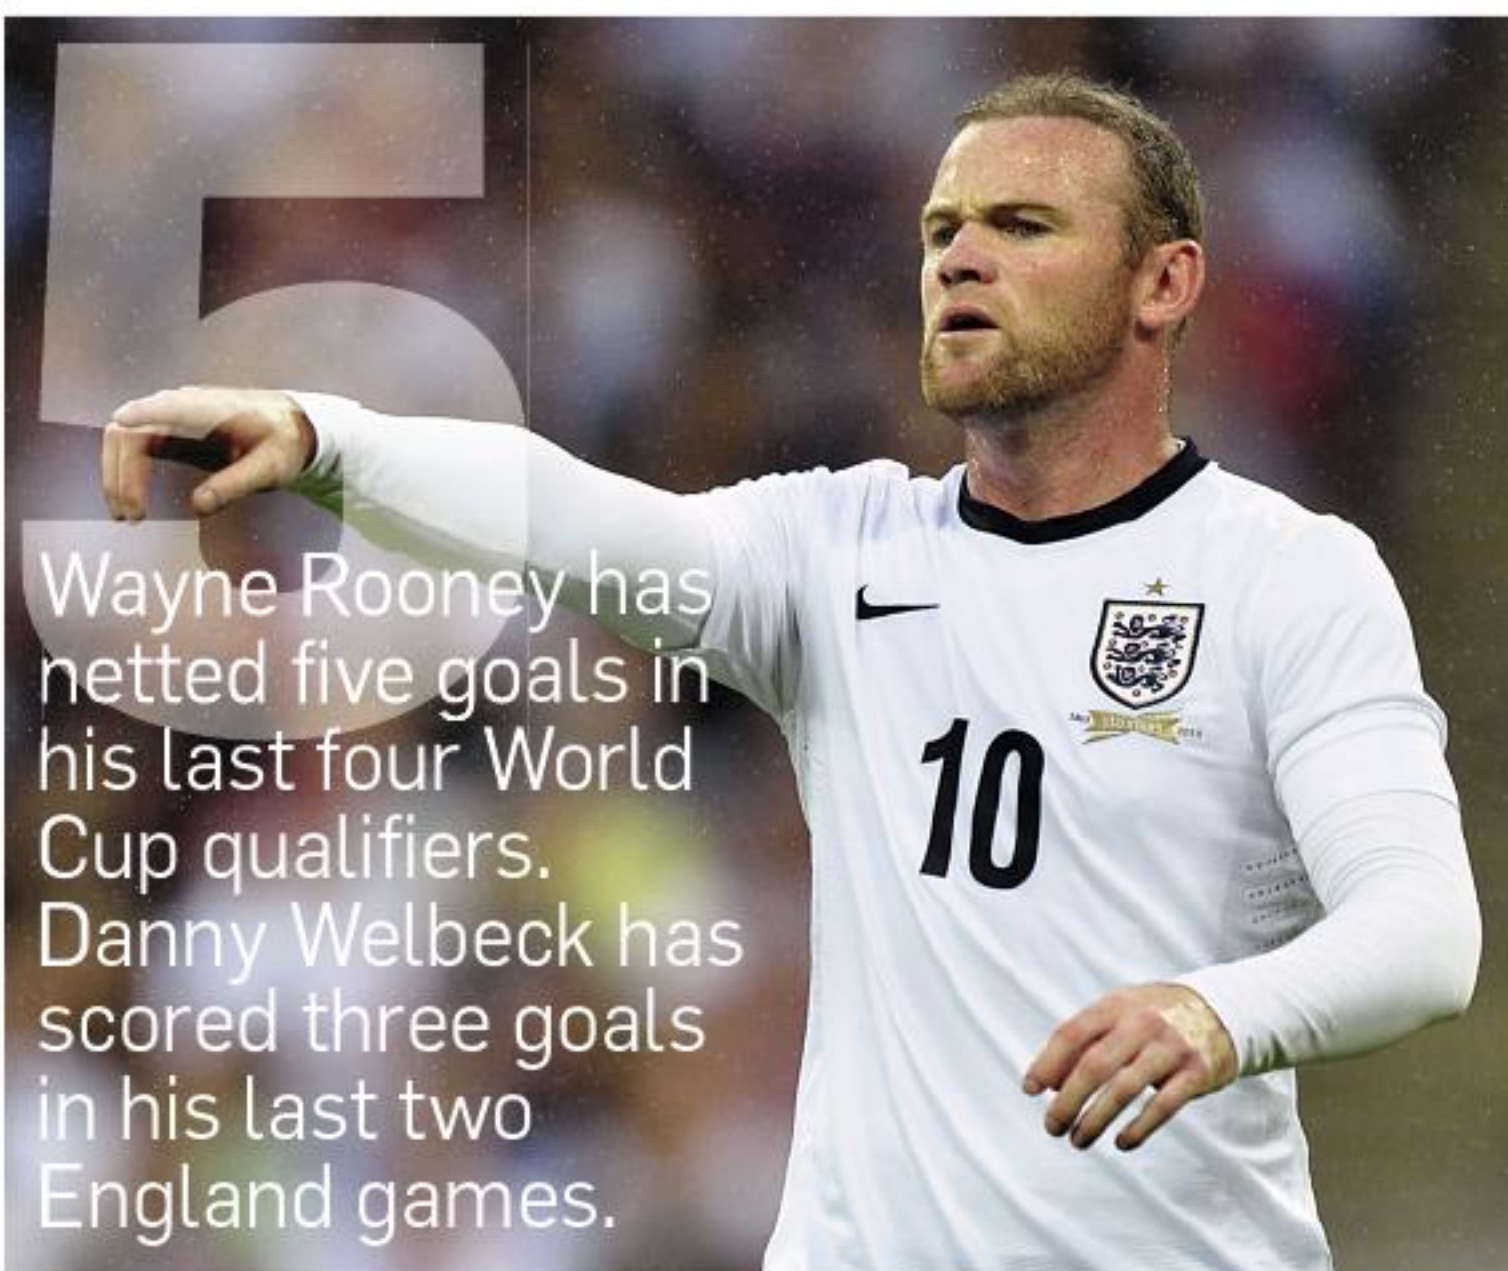 5
Wayne Rooney has
netted five goals in
his last four World
Cup qualifiers.
Danny Welbeck has
scored three goals
in his last two
England games.
10